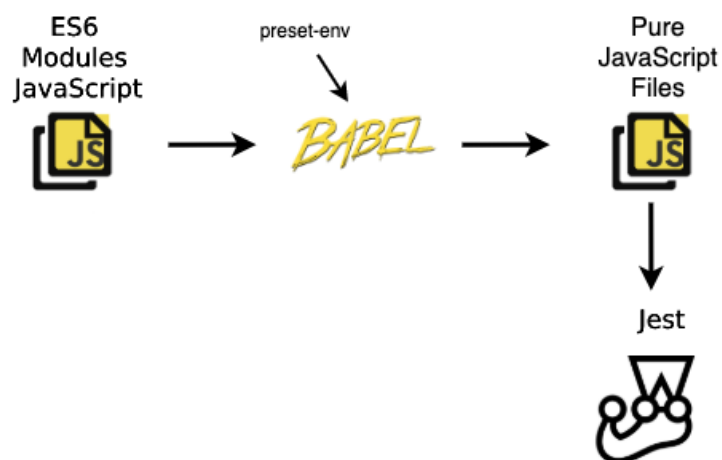 ES6
Modules
JavaScript
JS
preset-env
BABEL
Pure
JavaScript
Files
JS
Jest